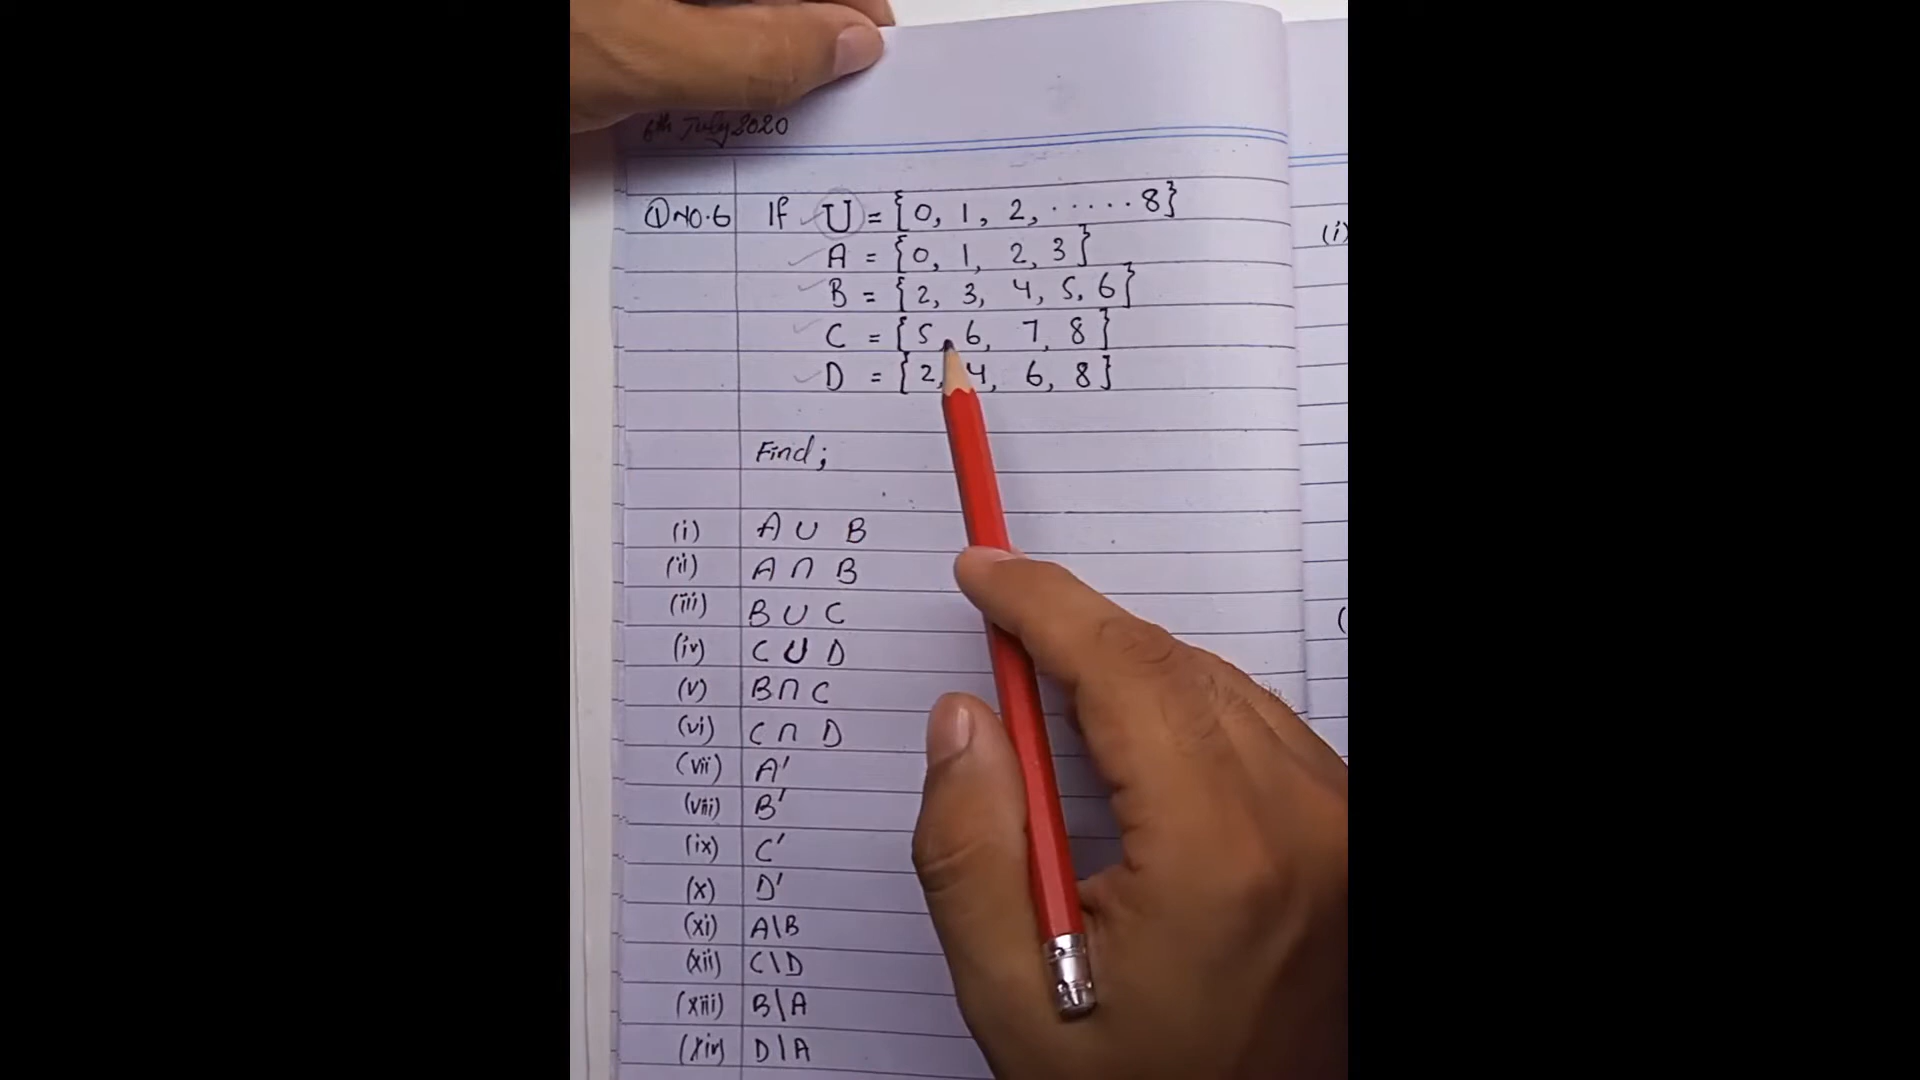 6th July 2020
① NO.6 If U = {0, 1, 2, ..... 8}
A = {0, 1, 2, 3}
B = {2, 3, 4, 5, 6}
C = {5, 6, 7, 8}
D = {2, 4, 6, 8}
Find;
(i) A ∪ B
(ii) A ∩ B
(iii) B ∪ C
(iv) C ∪ D
(v) B ∩ C
(vi) C ∩ D
(vii) A'
(viii) B'
(ix) C'
(x) D'
(xi) A\B
(xii) C\D
(xiii) B\A
(xiv) D\A
(i)
(